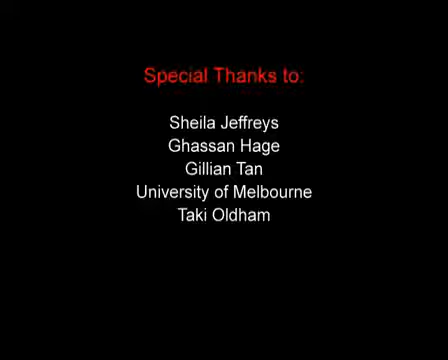 Special Thanks to:
Sheila Jeffreys
Ghassan Hage
Gillian Tan
University of Melbourne
Taki Oldham